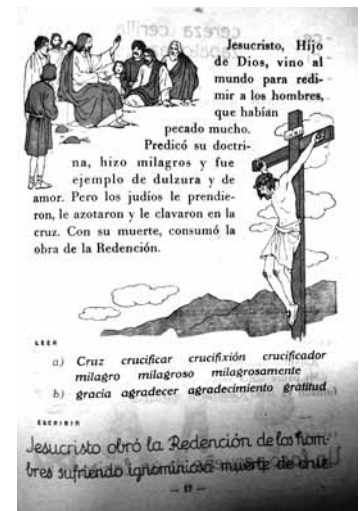 Jesucristo, Hijo
de Dios, vino al
mundo para redi-
mir a los hombres,
que habían
pecado mucho.
Predicó su doctri-
na, hizo milagros y fue
ejemplo de dulzura y de
amor. Pero los judíos le prendie-
ron, le azotaron y le clavaron en la
cruz. Con su muerte, consumó la
obra de la Redención.
LEER
a) Cruz crucificar crucifixión crucificador
milagro milagroso milagrosamente
b) gracia agradecer agradecimiento gratitud
ESCRIBIR
Jesucristo obró la Redención de los hom-
bres sufriendo ignominiosa muerte de cruz
— 17 —